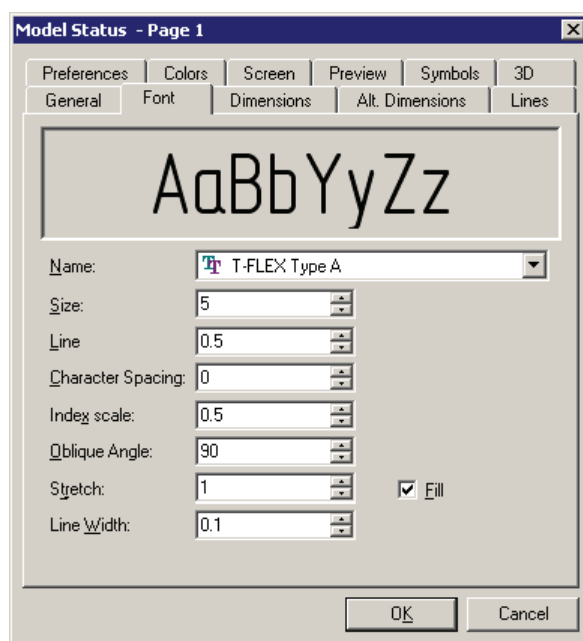 Model Status - Page 1
Preferences Colors Screen Preview Symbols 3D
General Font Dimensions Alt. Dimensions Lines
AaBbYyZz
Name: T-FLEX Type A
Size: 5
Line 0.5
Character Spacing: 0
Index scale: 0.5
Oblique Angle: 90
Stretch: 1 Fill
Line Width: 0.1
OK Cancel